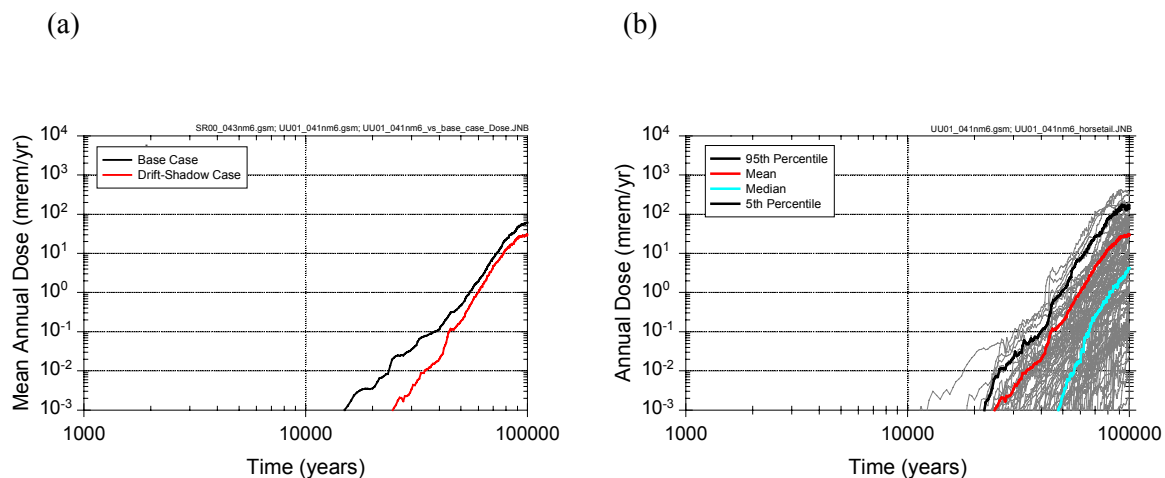 (a)
(b)
SR00_043nm6.gsm; UU01_041nm6.gsm; UU01_041nm6_vs_base_case_Dose.JNB
Mean Annual Dose (mrem/yr)
10^4
10^3
10^2
10^1
10^0
10^-1
10^-2
10^-3
Base Case
Drift-Shadow Case
1000
10000
100000
Time (years)
UU01_041nm6.gsm; UU01_041nm6_horsetail.JNB
Annual Dose (mrem/yr)
10^4
10^3
10^2
10^1
10^0
10^-1
10^-2
10^-3
95th Percentile
Mean
Median
5th Percentile
1000
10000
100000
Time (years)